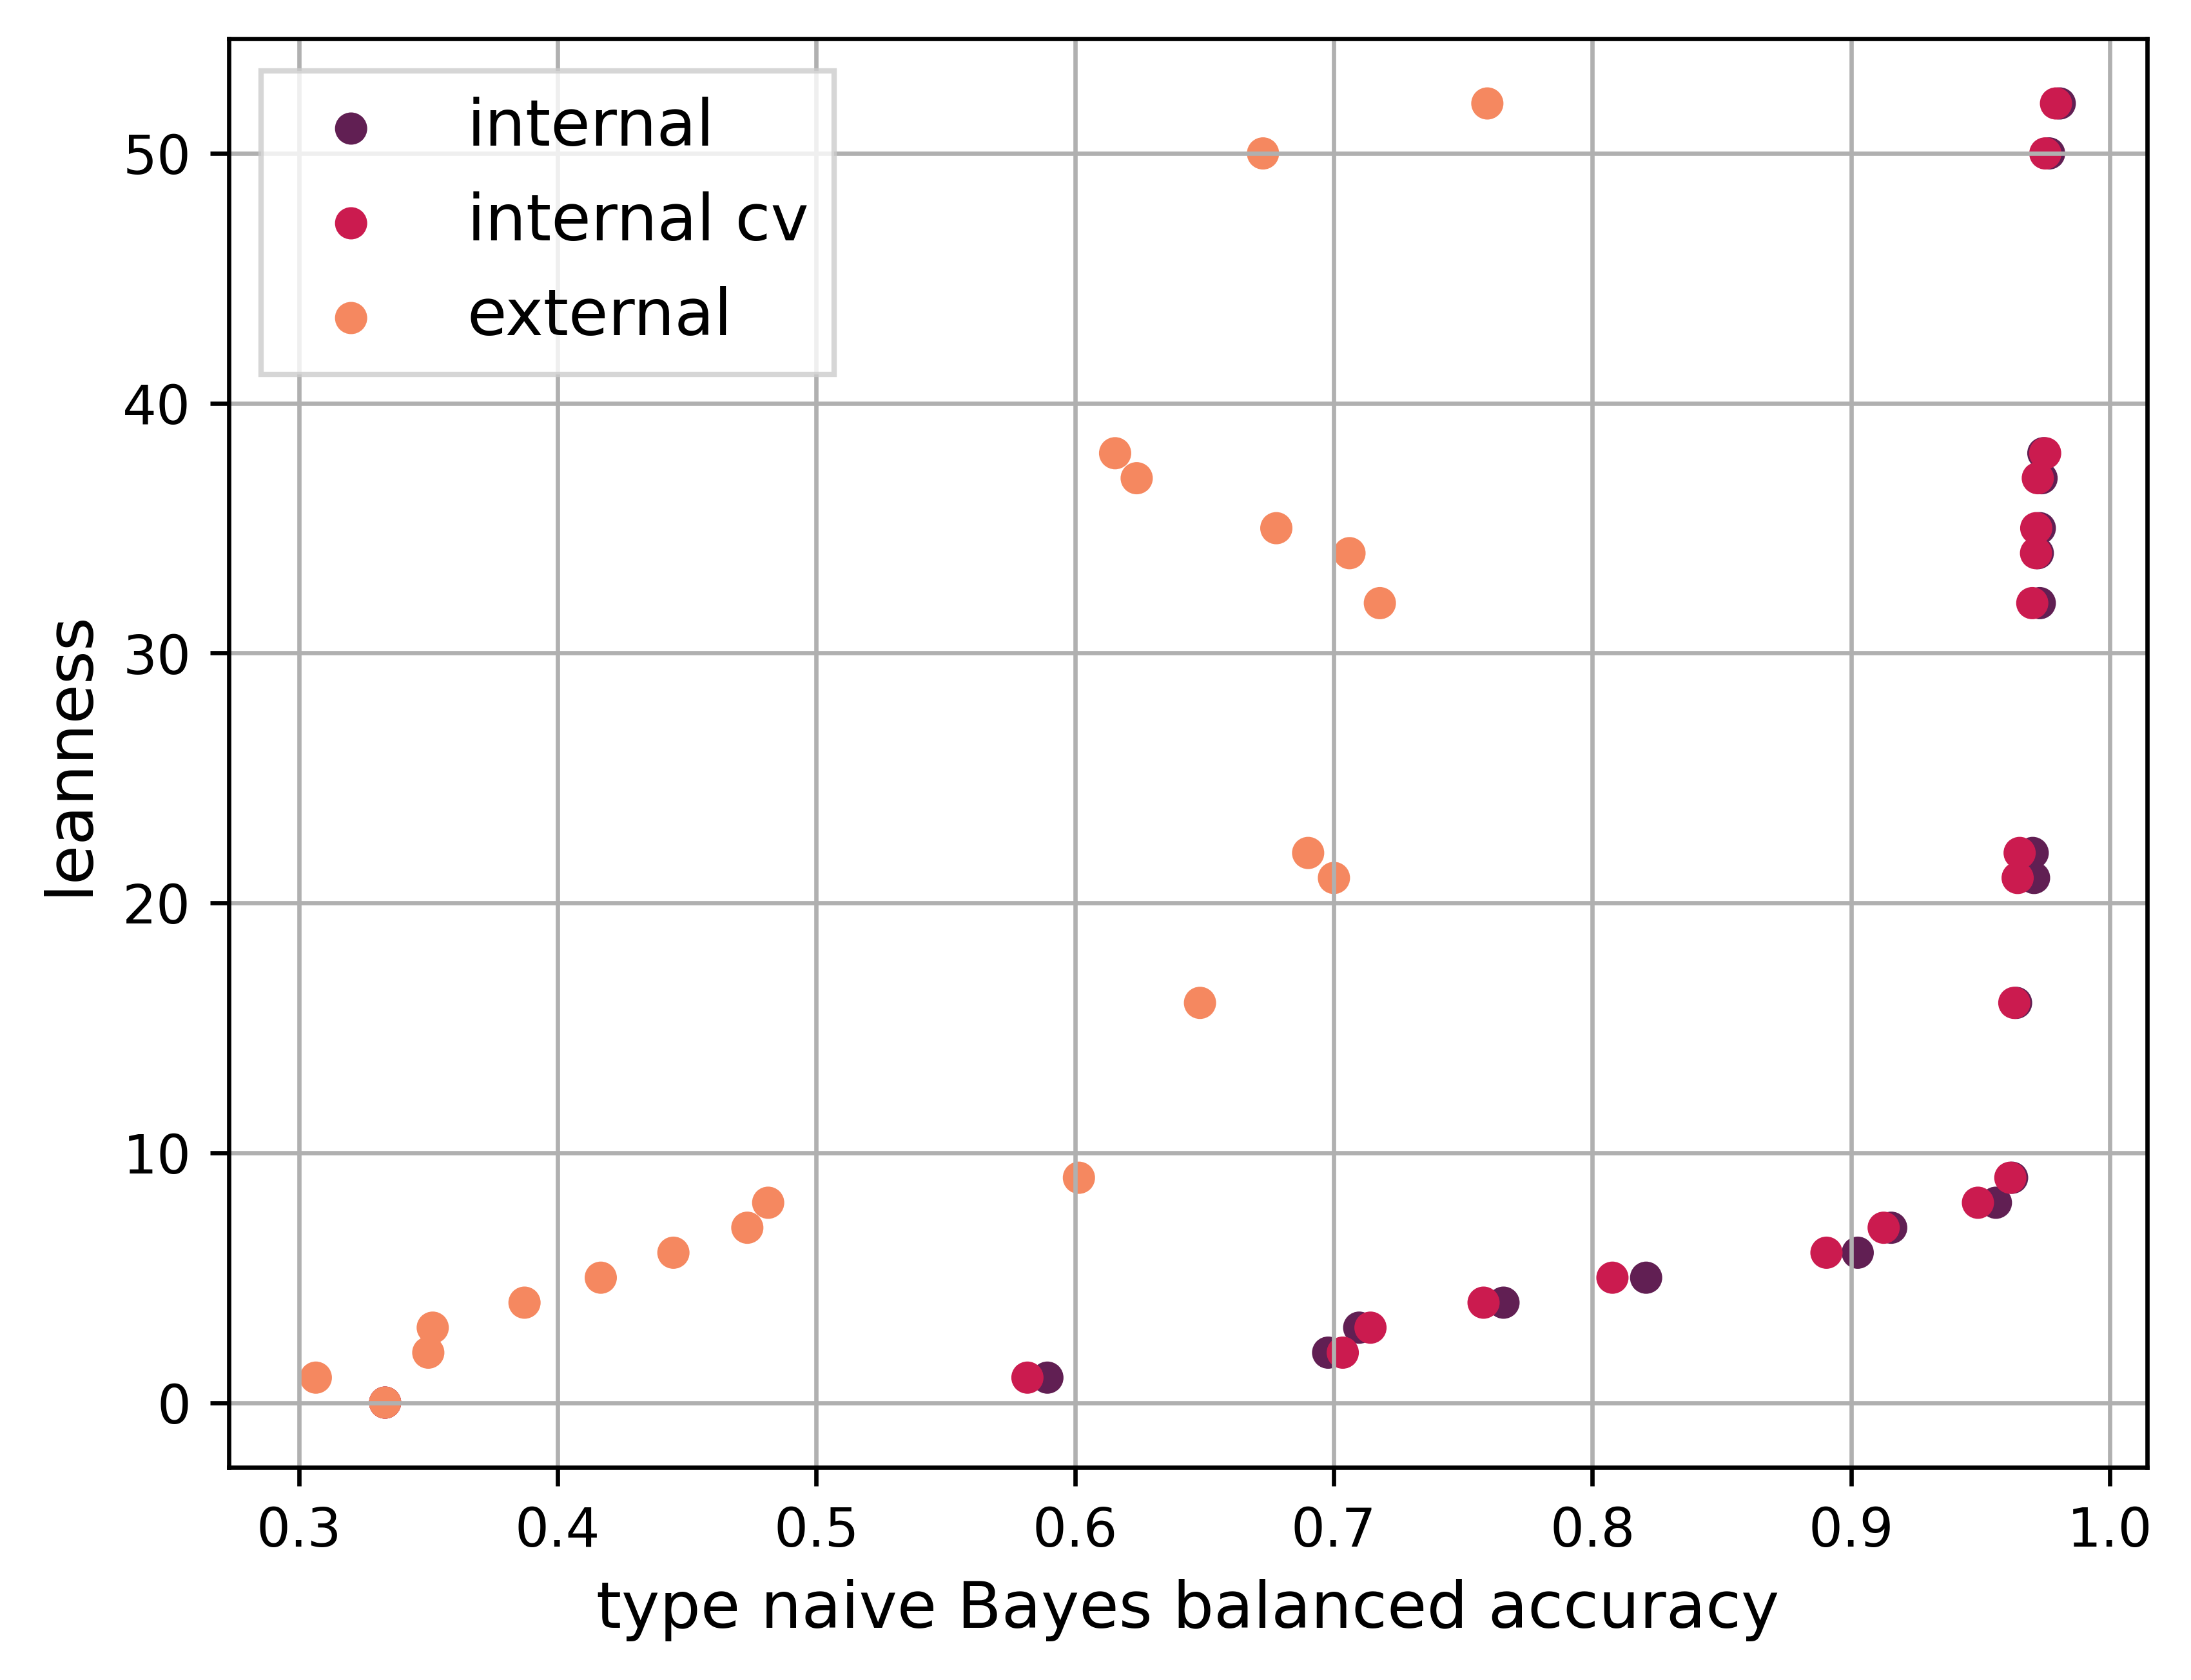 internal
internal cv
external
50
40
30
20
10
0
leanness
0.3 0.4 0.5 0.6 0.7 0.8 0.9 1.0
type naive Bayes balanced accuracy